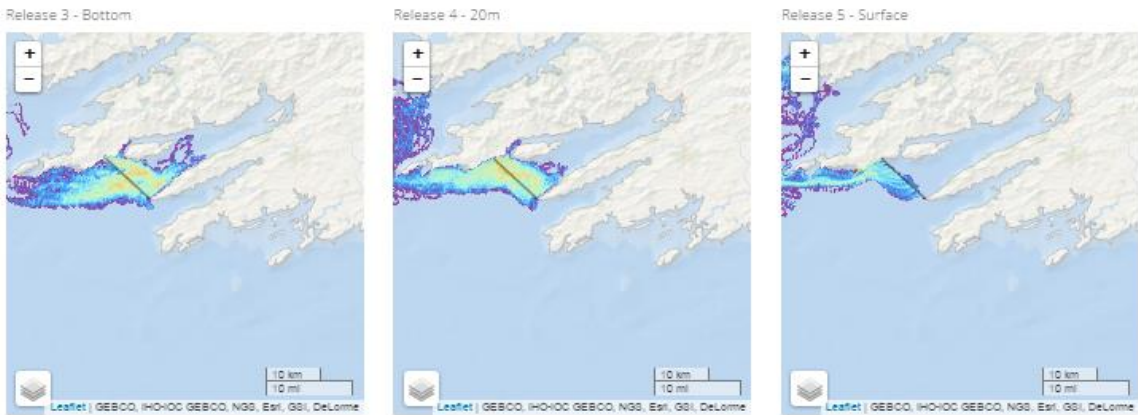 Release 3 - Bottom
Release 4 - 20m
Release 5 - Surface
+
−
+
−
+
−
10 km
10 mi
10 km
10 mi
10 km
10 mi
Leaflet | GEBCO, IHO-IOC GEBCO, NGS, Esri, GSI, DeLorme
Leaflet | GEBCO, IHO-IOC GEBCO, NGS, Esri, GSI, DeLorme
Leaflet | GEBCO, IHO-IOC GEBCO, NGS, Esri, GSI, DeLorme